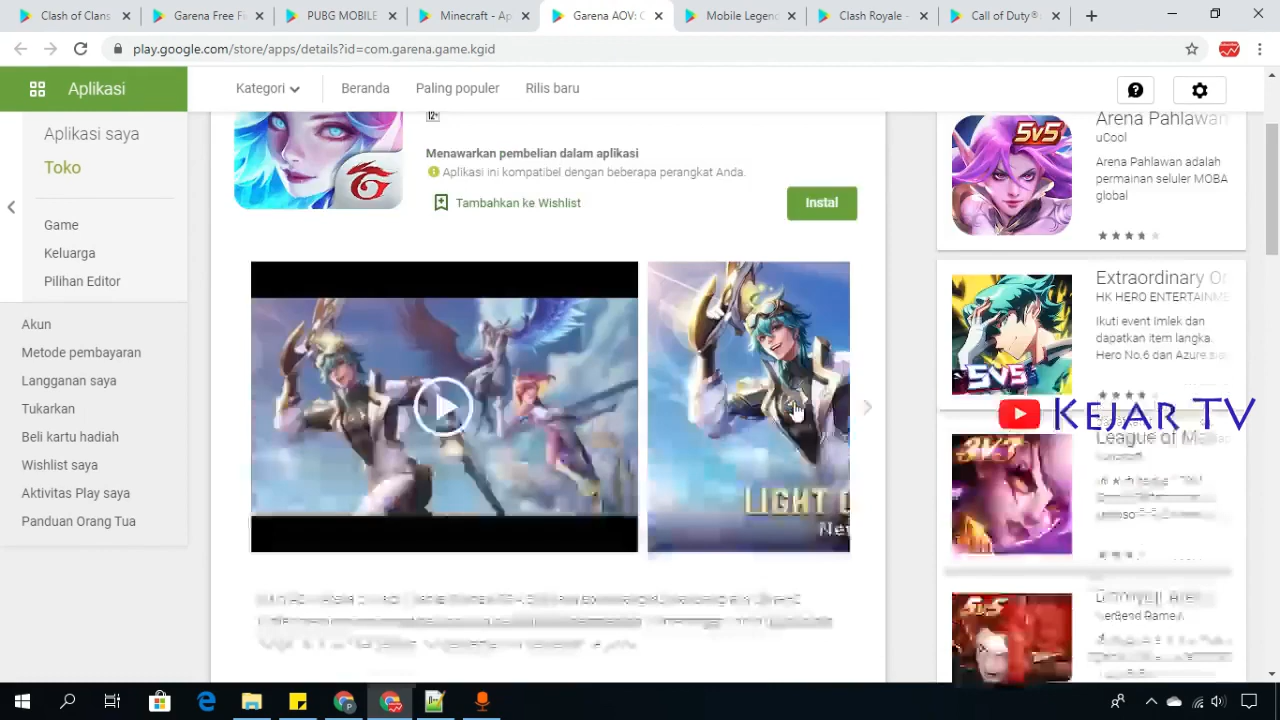 Clash of Clans
Garena Free Fi
PUBG MOBILE
Minecraft - Ap
Garena AOV: C
Mobile Legend
Clash Royale -
Call of Duty®:
play.google.com/store/apps/details?id=com.garena.game.kgid
Aplikasi
Kategori
Beranda
Paling populer
Rilis baru
Aplikasi saya
Toko
Game
Keluarga
Pilihan Editor
Akun
Metode pembayaran
Langganan saya
Tukarkan
Beli kartu hadiah
Wishlist saya
Aktivitas Play saya
Panduan Orang Tua
12+
Menawarkan pembelian dalam aplikasi
Aplikasi ini kompatibel dengan beberapa perangkat Anda.
Tambahkan ke Wishlist
Instal
LIGHT
Ne
5v5
Arena Pahlawan
uCool
Arena Pahlawan adalah
permainan seluler MOBA
global
5V5
Extraordinary On
HK HERO ENTERTAINME
Ikuti event Imlek dan
dapatkan item langka.
Hero No.6 dan Azure
KEJAR TV
League of Ma
5v5